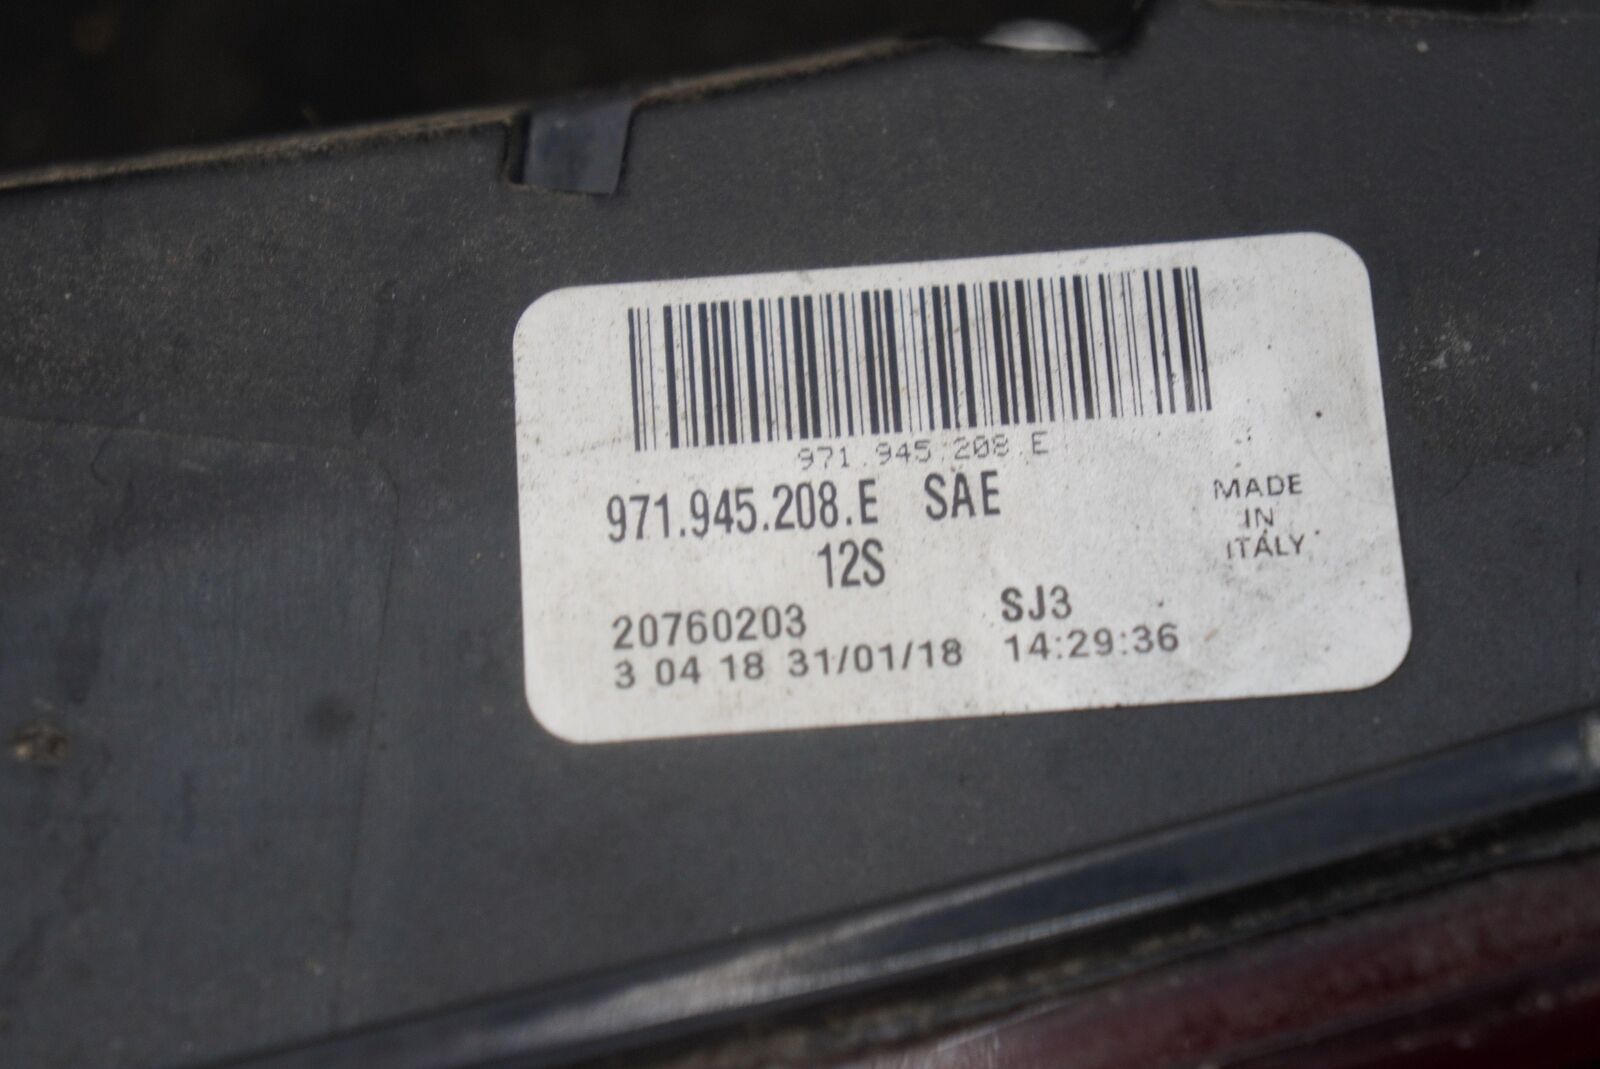 971.945.208.E
971.945.208.E SAE
12S
MADE
IN
ITALY
20760203 SJ3
3 04 18 31/01/18 14:29:36